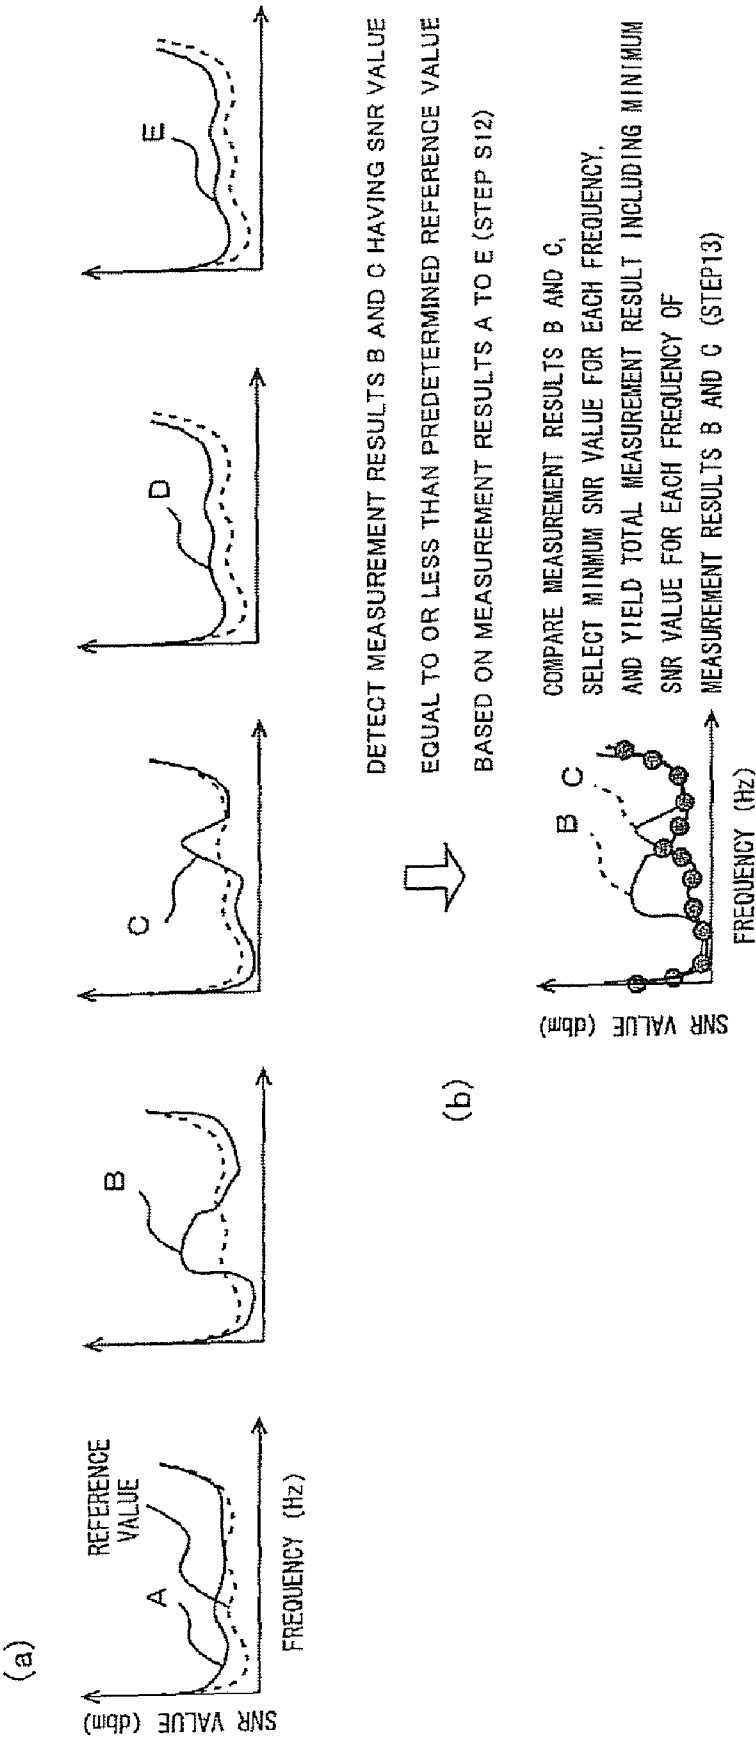 (a)
SNR VALUE (dbm)
A
REFERENCE
VALUE
FREQUENCY (Hz)
B
C
D
E
DETECT MEASUREMENT RESULTS B AND C HAVING SNR VALUE
EQUAL TO OR LESS THAN PREDETERMINED REFERENCE VALUE
BASED ON MEASUREMENT RESULTS A TO E (STEP S12)
(b)
SNR VALUE (dbm)
B
C
FREQUENCY (Hz)
COMPARE MEASUREMENT RESULTS B AND C,
SELECT MINMUM SNR VALUE FOR EACH FREQUENCY,
AND YIELD TOTAL MEASUREMENT RESULT INCLUDING MINIMUM
SNR VALUE FOR EACH FREQUENCY OF
MEASUREMENT RESULTS B AND C (STEP13)